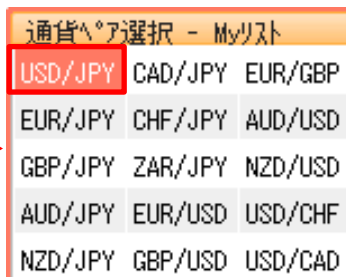 通貨ﾍﾟｱ選択 - Myﾘｽﾄ
USD/JPY CAD/JPY EUR/GBP
EUR/JPY CHF/JPY AUD/USD
GBP/JPY ZAR/JPY NZD/USD
AUD/JPY EUR/USD USD/CHF
NZD/JPY GBP/USD USD/CAD